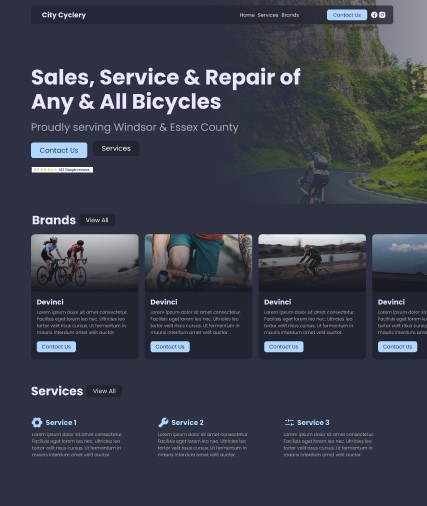 City Cyclery
Home Services Brands
Contact Us
Sales, Service & Repair of
Any & All Bicycles
Proudly serving Windsor & Essex County
Contact Us
Services
Brands
View All
Devinci
Lorem ipsum dolor sit amet consectetur.
Facilisis eget lorem leo nec. Ultricies leo
tortor velit risus cursus. Ut fermentum in
mauris interdum amet velit auctor.
Contact Us
Devinci
Lorem ipsum dolor sit amet consectetur.
Facilisis eget lorem leo nec. Ultricies leo
tortor velit risus cursus. Ut fermentum in
mauris interdum amet velit auctor.
Contact Us
Devinci
Lorem ipsum dolor sit amet consectetur.
Facilisis eget lorem leo nec. Ultricies leo
tortor velit risus cursus. Ut fermentum in
mauris interdum amet velit auctor.
Contact Us
Devinci
Lorem ipsum dolor sit
Facilisis eget lorem leo
tortor velit risus cursus
mauris interdum amet
Contact Us
Services
View All
Service 1
Lorem ipsum dolor sit amet consectetur.
Facilisis eget lorem leo nec. Ultricies leo
tortor velit risus cursus. Ut fermentum in
mauris interdum amet velit auctor.
Service 2
Lorem ipsum dolor sit amet consectetur.
Facilisis eget lorem leo nec. Ultricies leo
tortor velit risus cursus. Ut fermentum in
mauris interdum amet velit auctor.
Service 3
Lorem ipsum dolor sit amet consectetur.
Facilisis eget lorem leo nec. Ultricies leo
tortor velit risus cursus. Ut fermentum in
mauris interdum amet velit auctor.